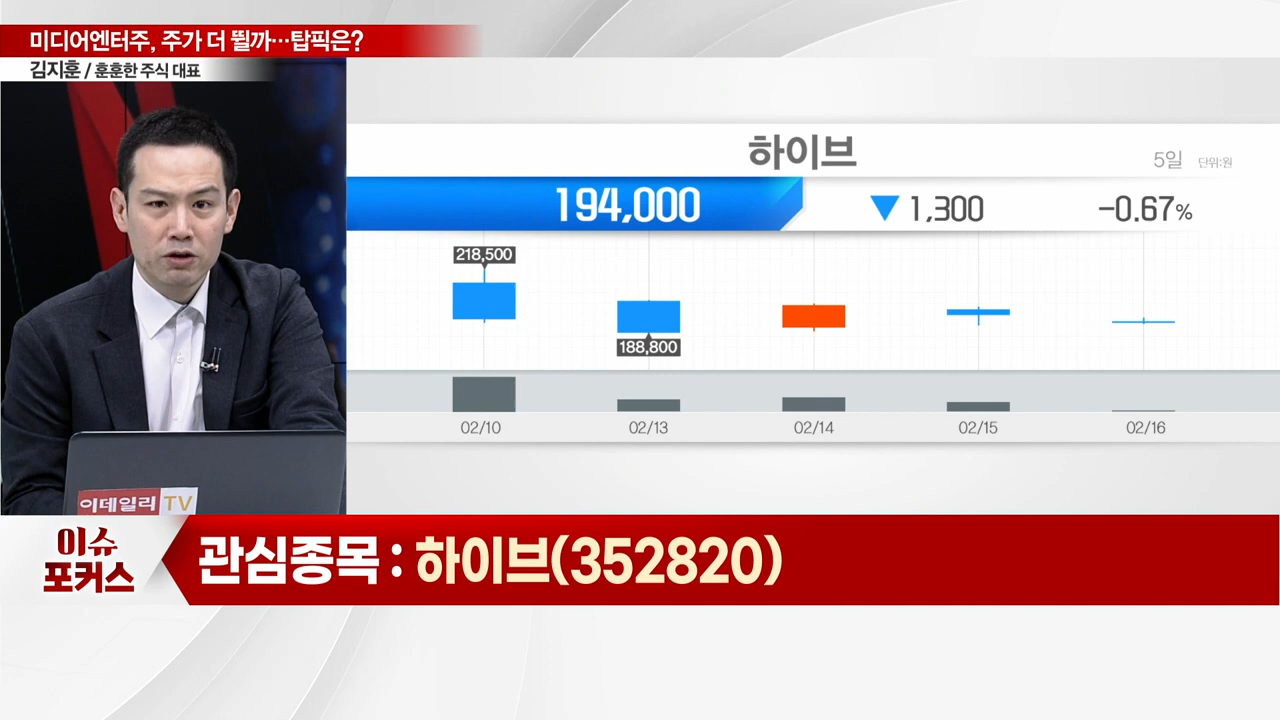 미디어엔터주, 주가 더 뛸까…탑픽은?
김지훈 / 훈훈한 주식 대표
하이브
5일 단위:원
194,000 ▼ 1,300 -0.67%
218,500
188,800
02/10 02/13 02/14 02/15 02/16
이데일리 TV
이슈
포커스
관심종목 : 하이브(352820)